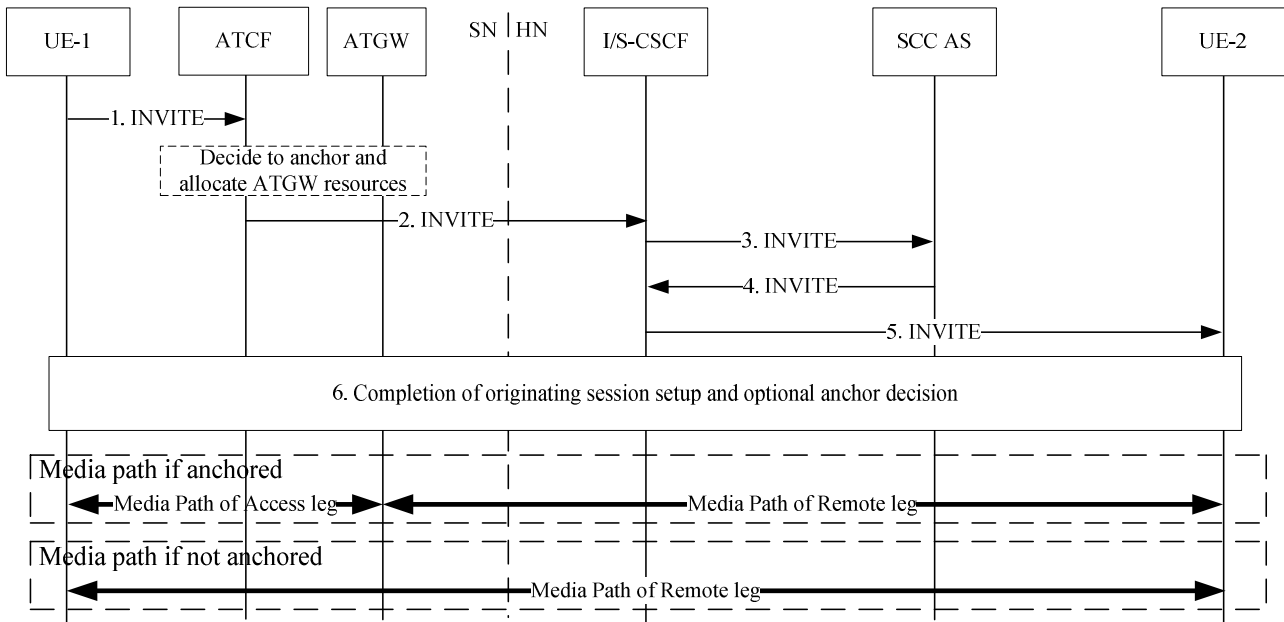 UE-1
ATCF
ATGW
SN
HN
I/S-CSCF
SCC AS
UE-2
1. INVITE
Decide to anchor and
allocate ATGW resources
2. INVITE
3. INVITE
4. INVITE
5. INVITE
6. Completion of originating session setup and optional anchor decision
Media path if anchored
Media Path of Access leg
Media Path of Remote leg
Media path if not anchored
Media Path of Remote leg